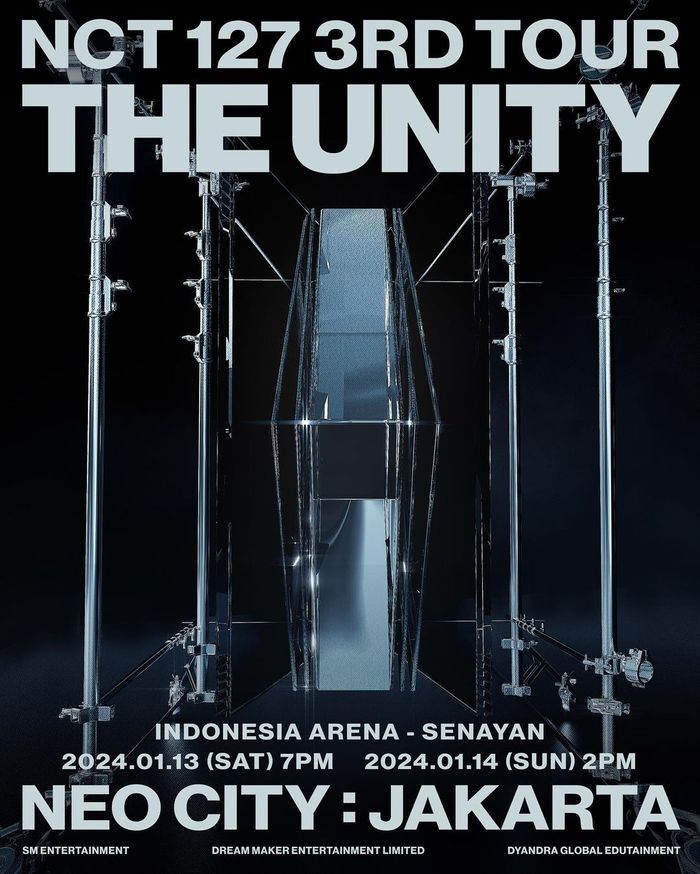 NCT 127 3RD TOUR
THE UNITY
INDONESIA ARENA - SENAYAN
2024.01.13 (SAT) 7PM 2024.01.14 (SUN) 2PM
NEO CITY : JAKARTA
SM ENTERTAINMENT DREAM MAKER ENTERTAINMENT LIMITED DYANDRA GLOBAL EDUTAINMENT